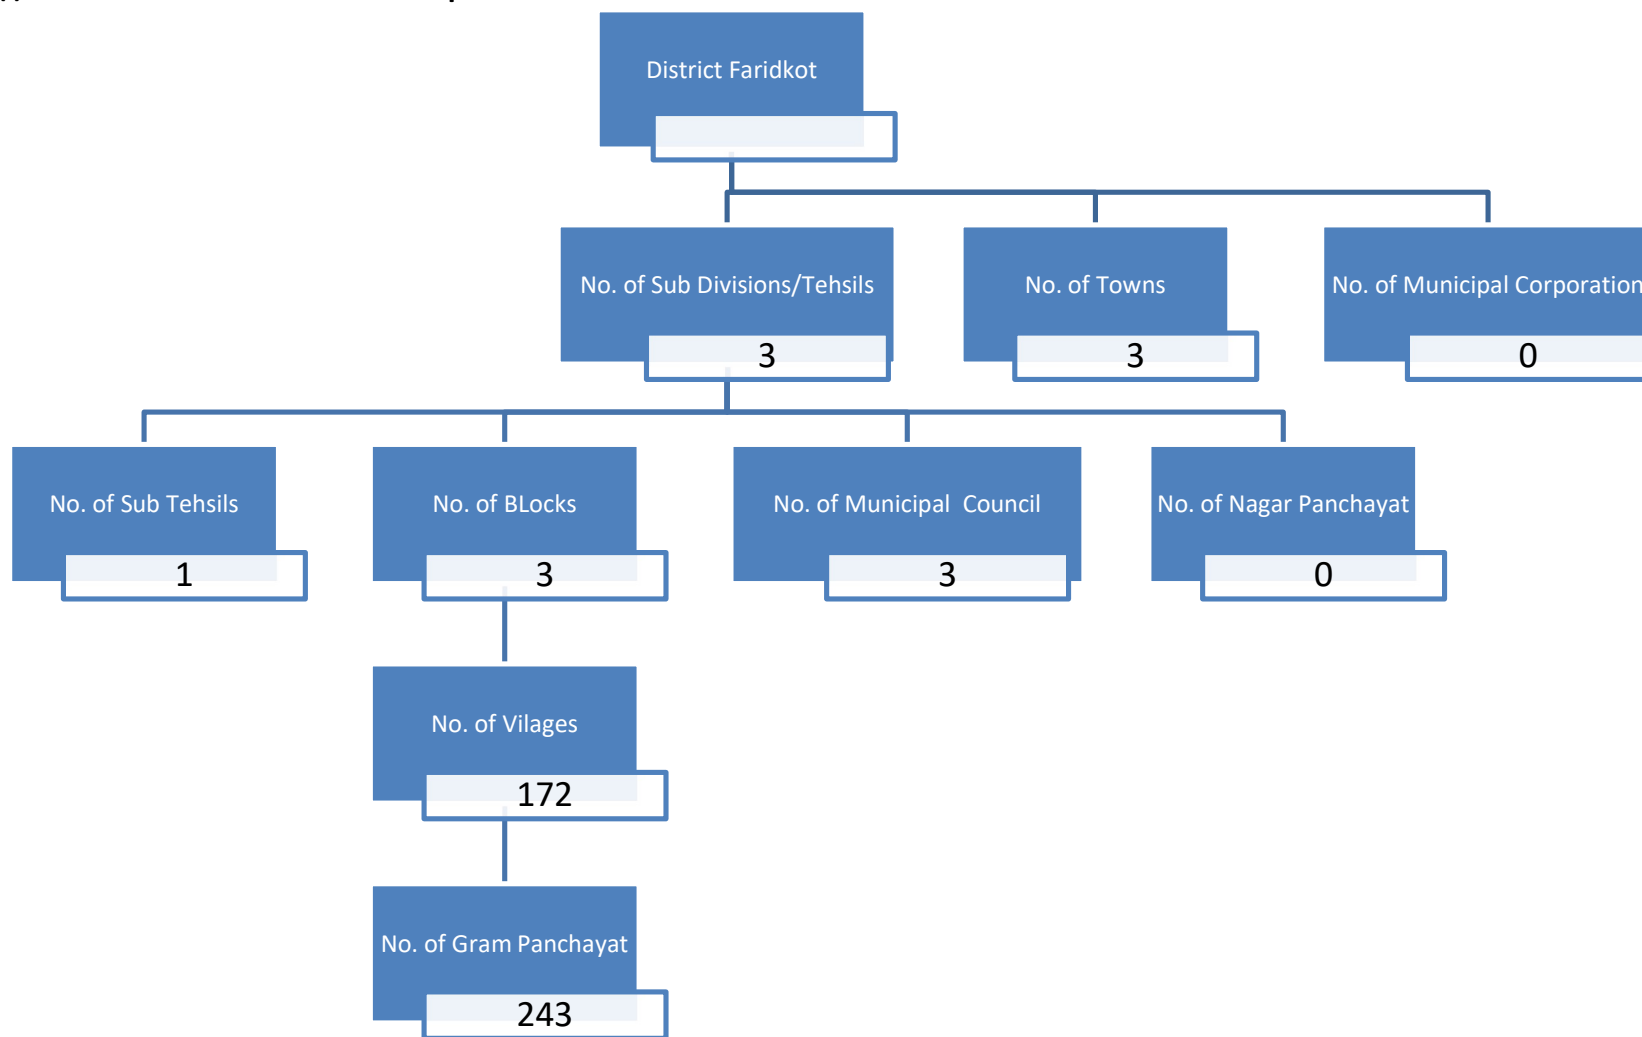 District Faridkot
No. of Sub Divisions/Tehsils
3
No. of Towns
3
No. of Municipal Corporation
0
No. of Sub Tehsils
1
No. of BLocks
3
No. of Municipal  Council
3
No. of Nagar Panchayat
0
No. of Vilages
172
No. of Gram Panchayat
243